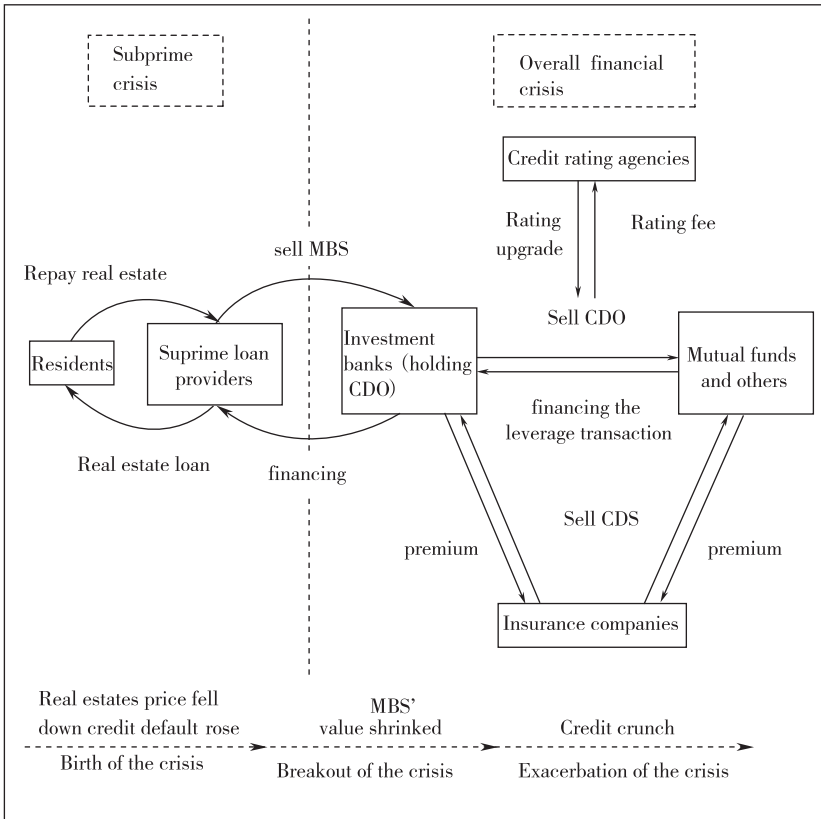 Subprime
crisis
Overall financial
crisis
Credit rating agencies
Rating
upgrade
Rating fee
sell MBS
Repay real estate
Sell CDO
Residents
Suprime loan
providers
Investment
banks (holding
CDO)
Mutual funds
and others
financing the
leverage transaction
Real estate loan
financing
Sell CDS
premium
premium
Insurance companies
Real estates price fell
down credit default rose
MBS’
value shrinked
Credit crunch
Birth of the crisis
Breakout of the crisis
Exacerbation of the crisis